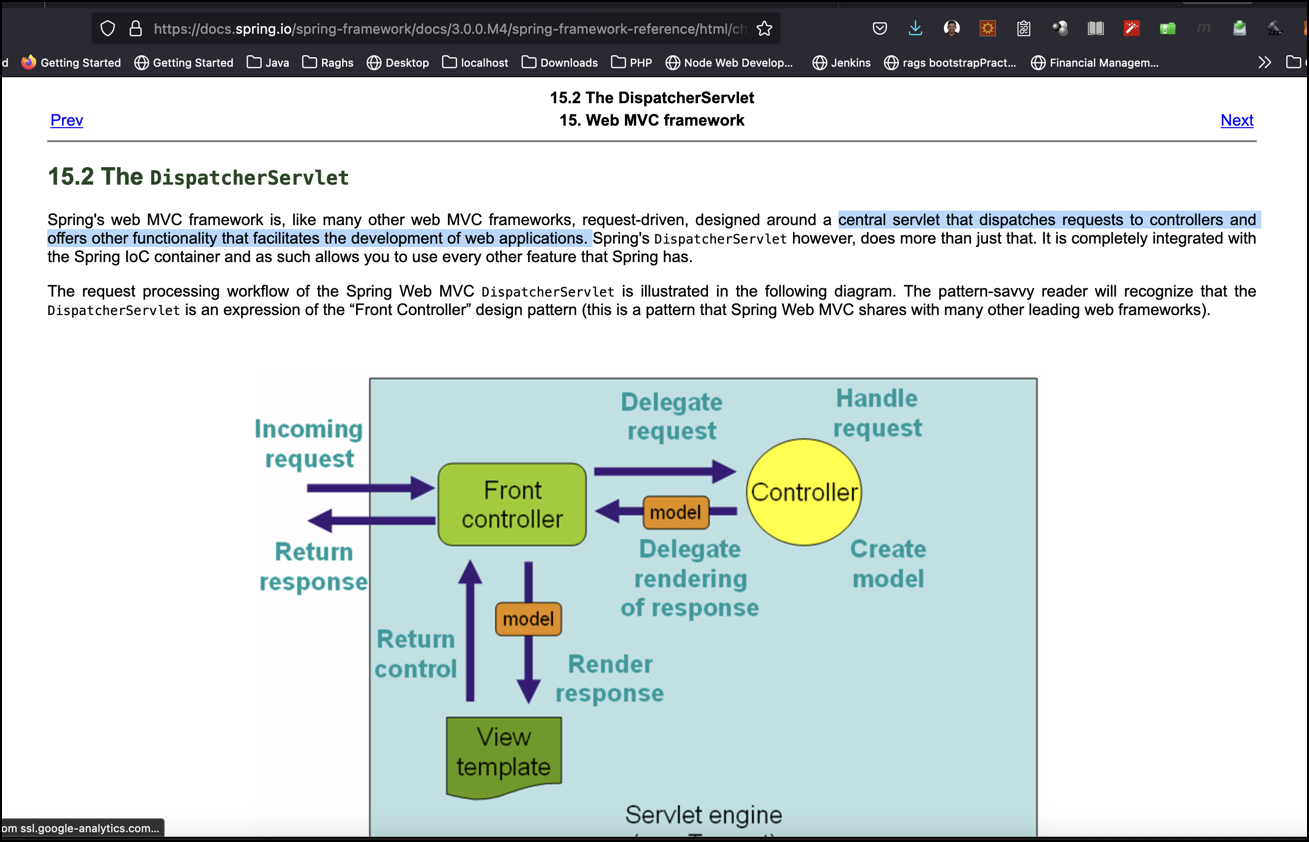 https://docs.spring.io/spring-framework/docs/3.0.0.M4/spring-framework-reference/html/ch
d Getting Started Getting Started Java Raghs Desktop localhost Downloads PHP Node Web Develop... Jenkins rags bootstrapPract... Financial Managem...
15.2 The DispatcherServlet
Prev 15. Web MVC framework Next
15.2 The DispatcherServlet
Spring's web MVC framework is, like many other web MVC frameworks, request-driven, designed around a central servlet that dispatches requests to controllers and
offers other functionality that facilitates the development of web applications. Spring's DispatcherServlet however, does more than just that. It is completely integrated with
the Spring IoC container and as such allows you to use every other feature that Spring has.
The request processing workflow of the Spring Web MVC DispatcherServlet is illustrated in the following diagram. The pattern-savvy reader will recognize that the
DispatcherServlet is an expression of the “Front Controller” design pattern (this is a pattern that Spring Web MVC shares with many other leading web frameworks).
Incoming
request
Return
response
Front
controller
Delegate
request
Handle
request
Controller
model
Delegate
rendering
of response
Create
model
model
Return
control
Render
response
View
template
Servlet engine
om ssl.google-analytics.com...